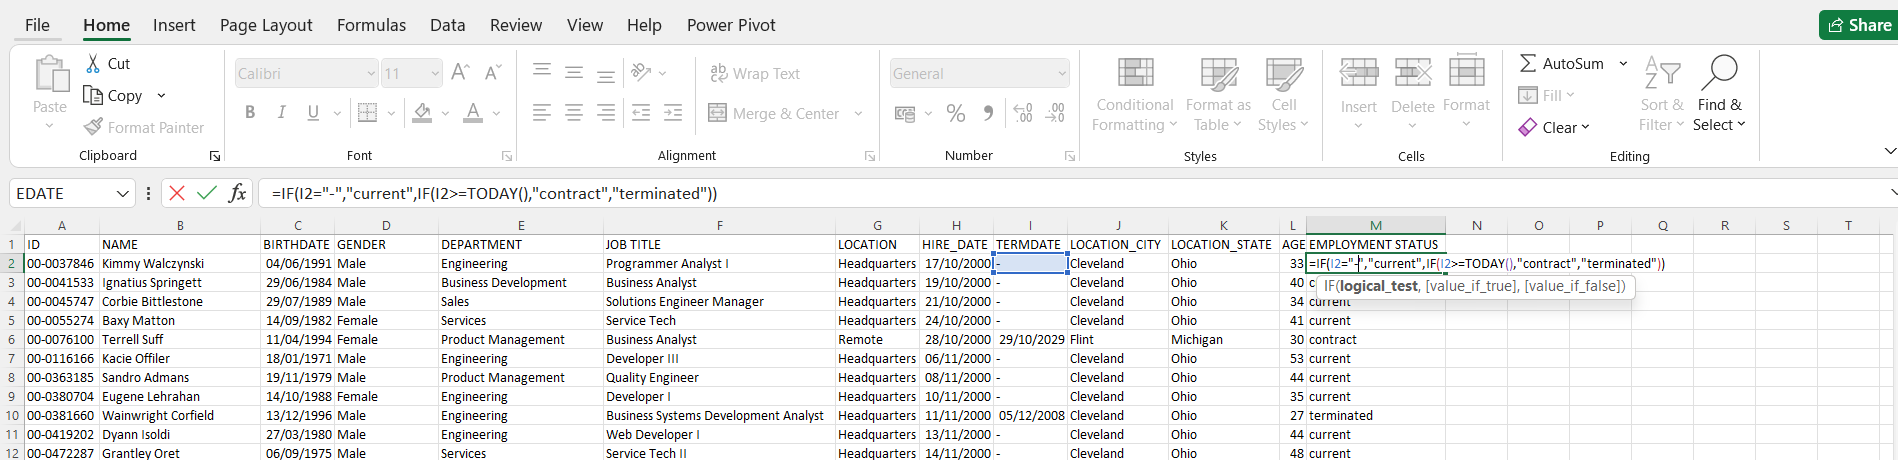 File Home Insert Page Layout Formulas Data Review View Help Power Pivot Share
Paste
Cut
Copy
Format Painter
Clipboard
Calibri 11
B I U
Font
Wrap Text
Merge & Center
Alignment
General
Number
Conditional Formatting
Format as Table
Cell Styles
Styles
Insert Delete Format
Cells
AutoSum
Fill
Clear
Sort & Filter
Find & Select
Editing
EDATE fx =IF(I2="-","current",IF(I2>=TODAY(),"contract","terminated"))
A B C D E F G H I J K L M N O P Q R S T
1 ID NAME BIRTHDATE GENDER DEPARTMENT JOB TITLE LOCATION HIRE_DATE TERMDATE LOCATION_CITY LOCATION_STATE AGE EMPLOYMENT STATUS
2 00-0037846 Kimmy Walczynski 04/06/1991 Male Engineering Programmer Analyst I Headquarters 17/10/2000 - Cleveland Ohio 33 =IF(I2="-","current",IF(I2>=TODAY(),"contract","terminated"))
3 00-0041533 Ignatius Springett 29/06/1984 Male Business Development Business Analyst Headquarters 19/10/2000 - Cleveland Ohio 40 c
IF(logical_test, [value_if_true], [value_if_false])
4 00-0045747 Corbie Bittlestone 29/07/1989 Male Sales Solutions Engineer Manager Headquarters 21/10/2000 - Cleveland Ohio 34 current
5 00-0055274 Baxy Matton 14/09/1982 Female Services Service Tech Headquarters 24/10/2000 - Cleveland Ohio 41 current
6 00-0076100 Terrell Suff 11/04/1994 Female Product Management Business Analyst Remote 28/10/2000 29/10/2029 Flint Michigan 30 contract
7 00-0116166 Kacie Offiler 18/01/1971 Male Engineering Developer III Headquarters 06/11/2000 - Cleveland Ohio 53 current
8 00-0363185 Sandro Admans 19/11/1979 Male Product Management Quality Engineer Headquarters 08/11/2000 - Cleveland Ohio 44 current
9 00-0380704 Eugene Lehrahan 14/10/1988 Female Engineering Developer I Headquarters 10/11/2000 - Cleveland Ohio 35 current
10 00-0381660 Wainwright Corfield 13/12/1996 Male Engineering Business Systems Development Analyst Headquarters 11/11/2000 05/12/2008 Cleveland Ohio 27 terminated
11 00-0419202 Dyann Isoldi 27/03/1980 Male Engineering Web Developer I Headquarters 13/11/2000 - Cleveland Ohio 44 current
12 00-0472287 Grantley Oret 06/09/1975 Male Services Service Tech II Headquarters 14/11/2000 - Cleveland Ohio 48 current